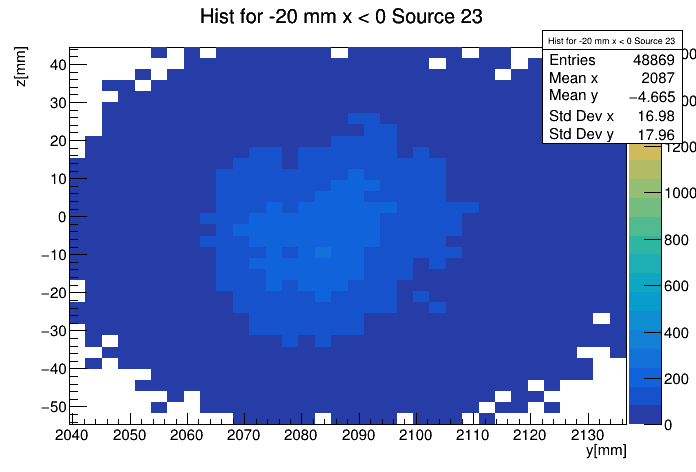 Hist for -20 mm x < 0 Source 23
Hist for -20 mm x < 0 Source 23
Entries 48869
Mean x 2087
Mean y −4.665
Std Dev x 16.98
Std Dev y 17.96
z[mm]
40
30
20
10
0
−10
−20
−30
−40
−50
2040 2050 2060 2070 2080 2090 2100 2110 2120 2130
y[mm]
1200
1000
800
600
400
200
0